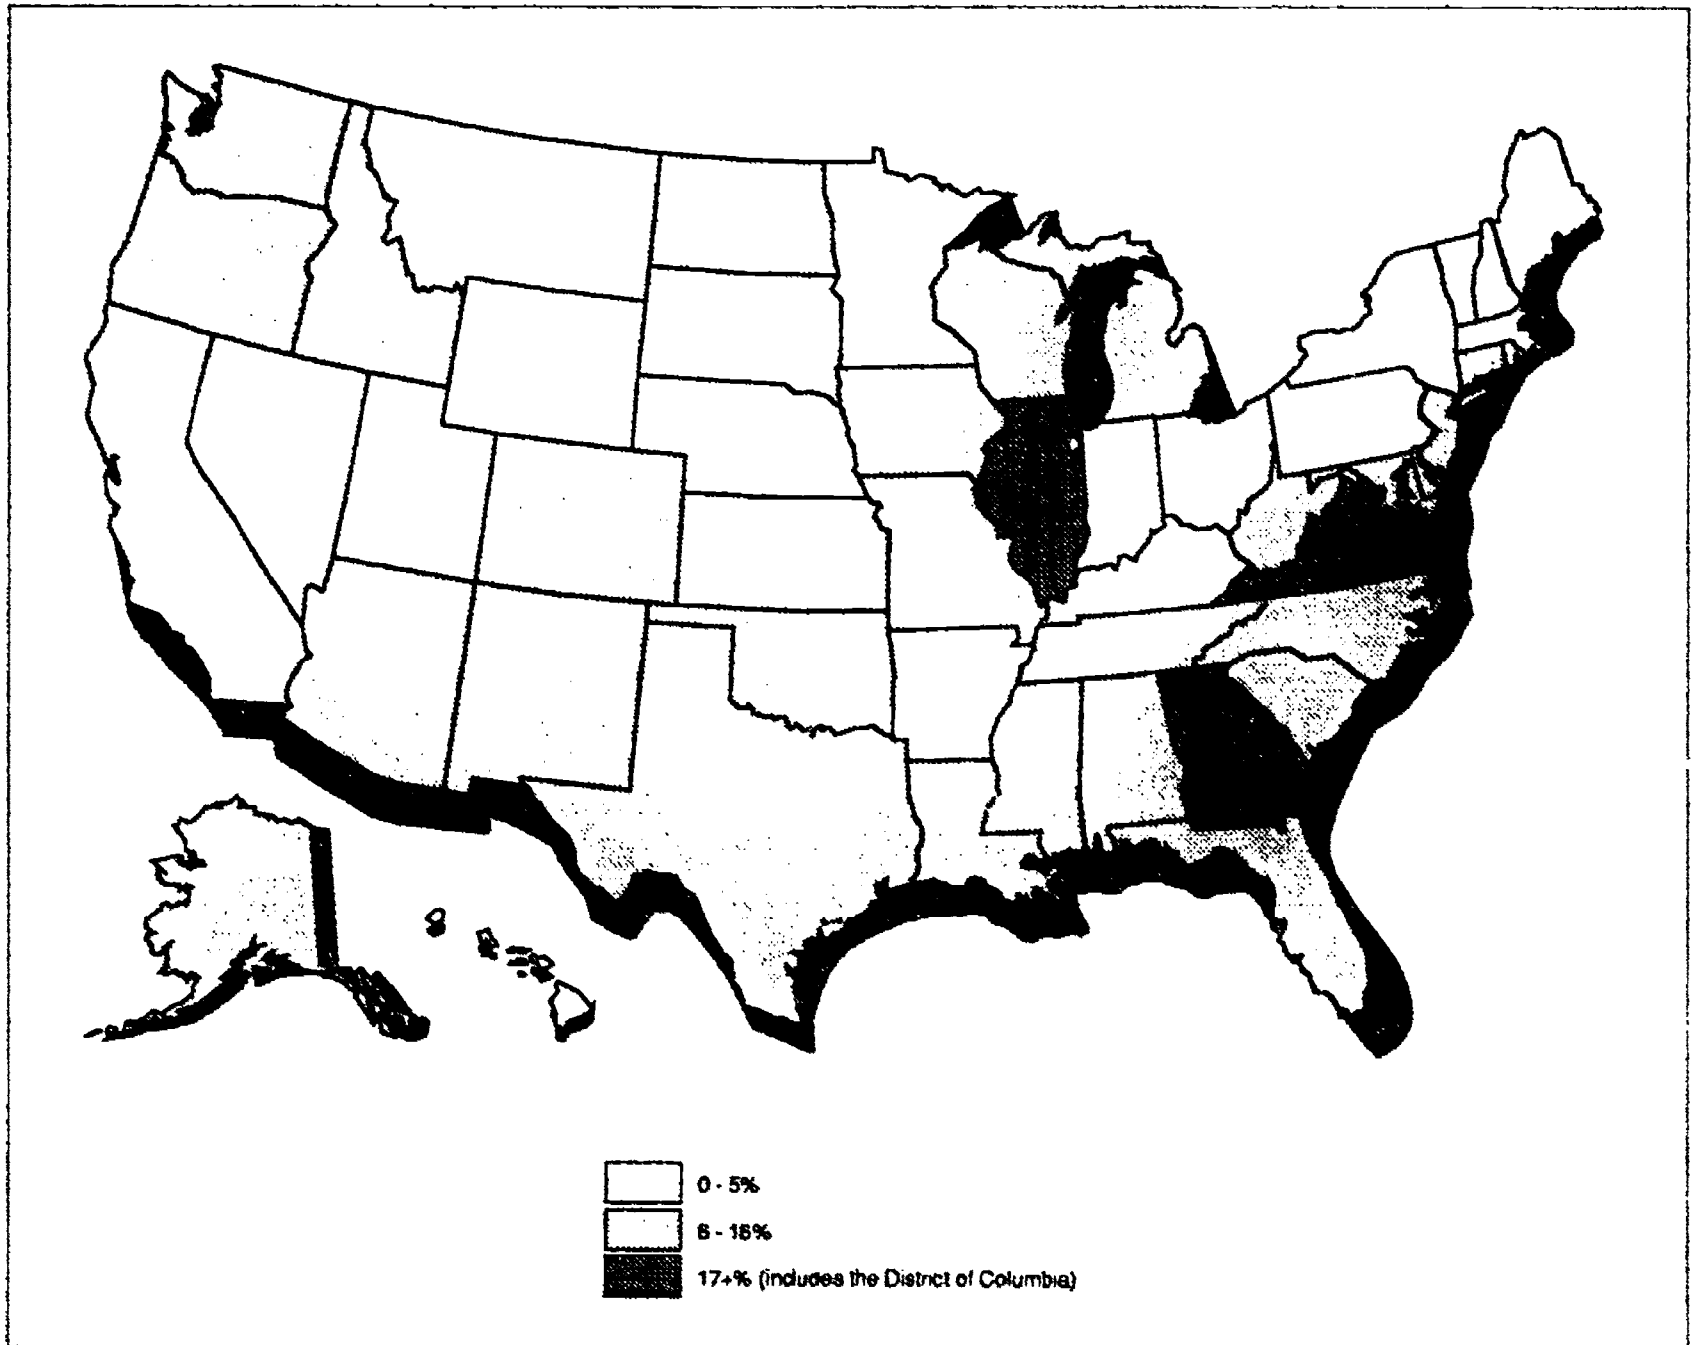 0 - 5%
6 - 16%
17+% (includes the District of Columbia)